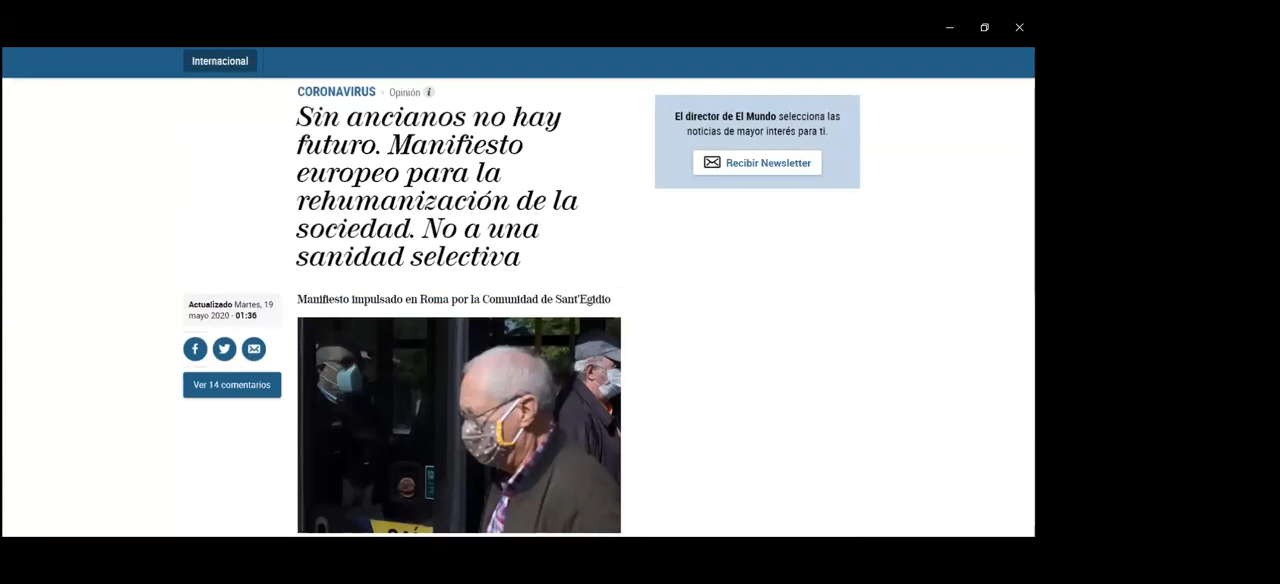 Internacional
CORONAVIRUS • Opinión i
Sin ancianos no hay
futuro. Manifiesto
europeo para la
rehumanización de la
sociedad. No a una
sanidad selectiva
El director de El Mundo selecciona las
noticias de mayor interés para ti.
Recibir Newsletter
Manifiesto impulsado en Roma por la Comunidad de Sant'Egidio
Actualizado Martes, 19
mayo 2020 - 01:36
Ver 14 comentarios